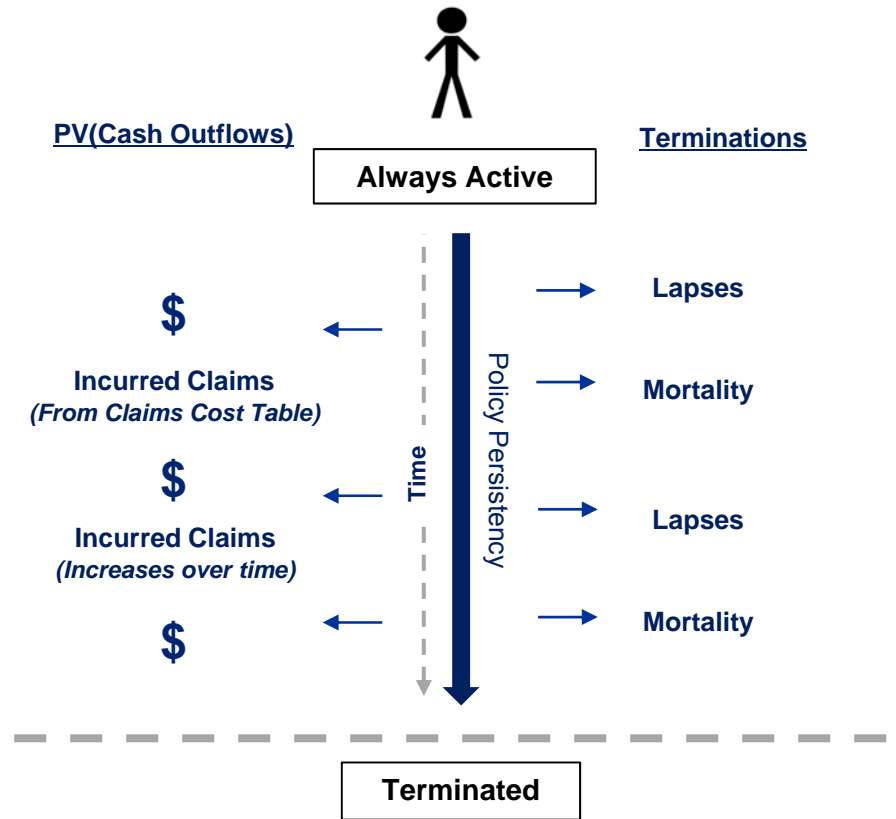 PV(Cash Outflows)
Terminations
Always Active
$
Incurred Claims
(From Claims Cost Table)
$
Incurred Claims
(Increases over time)
$
Time
Policy Persistency
Lapses
Mortality
Lapses
Mortality
Terminated